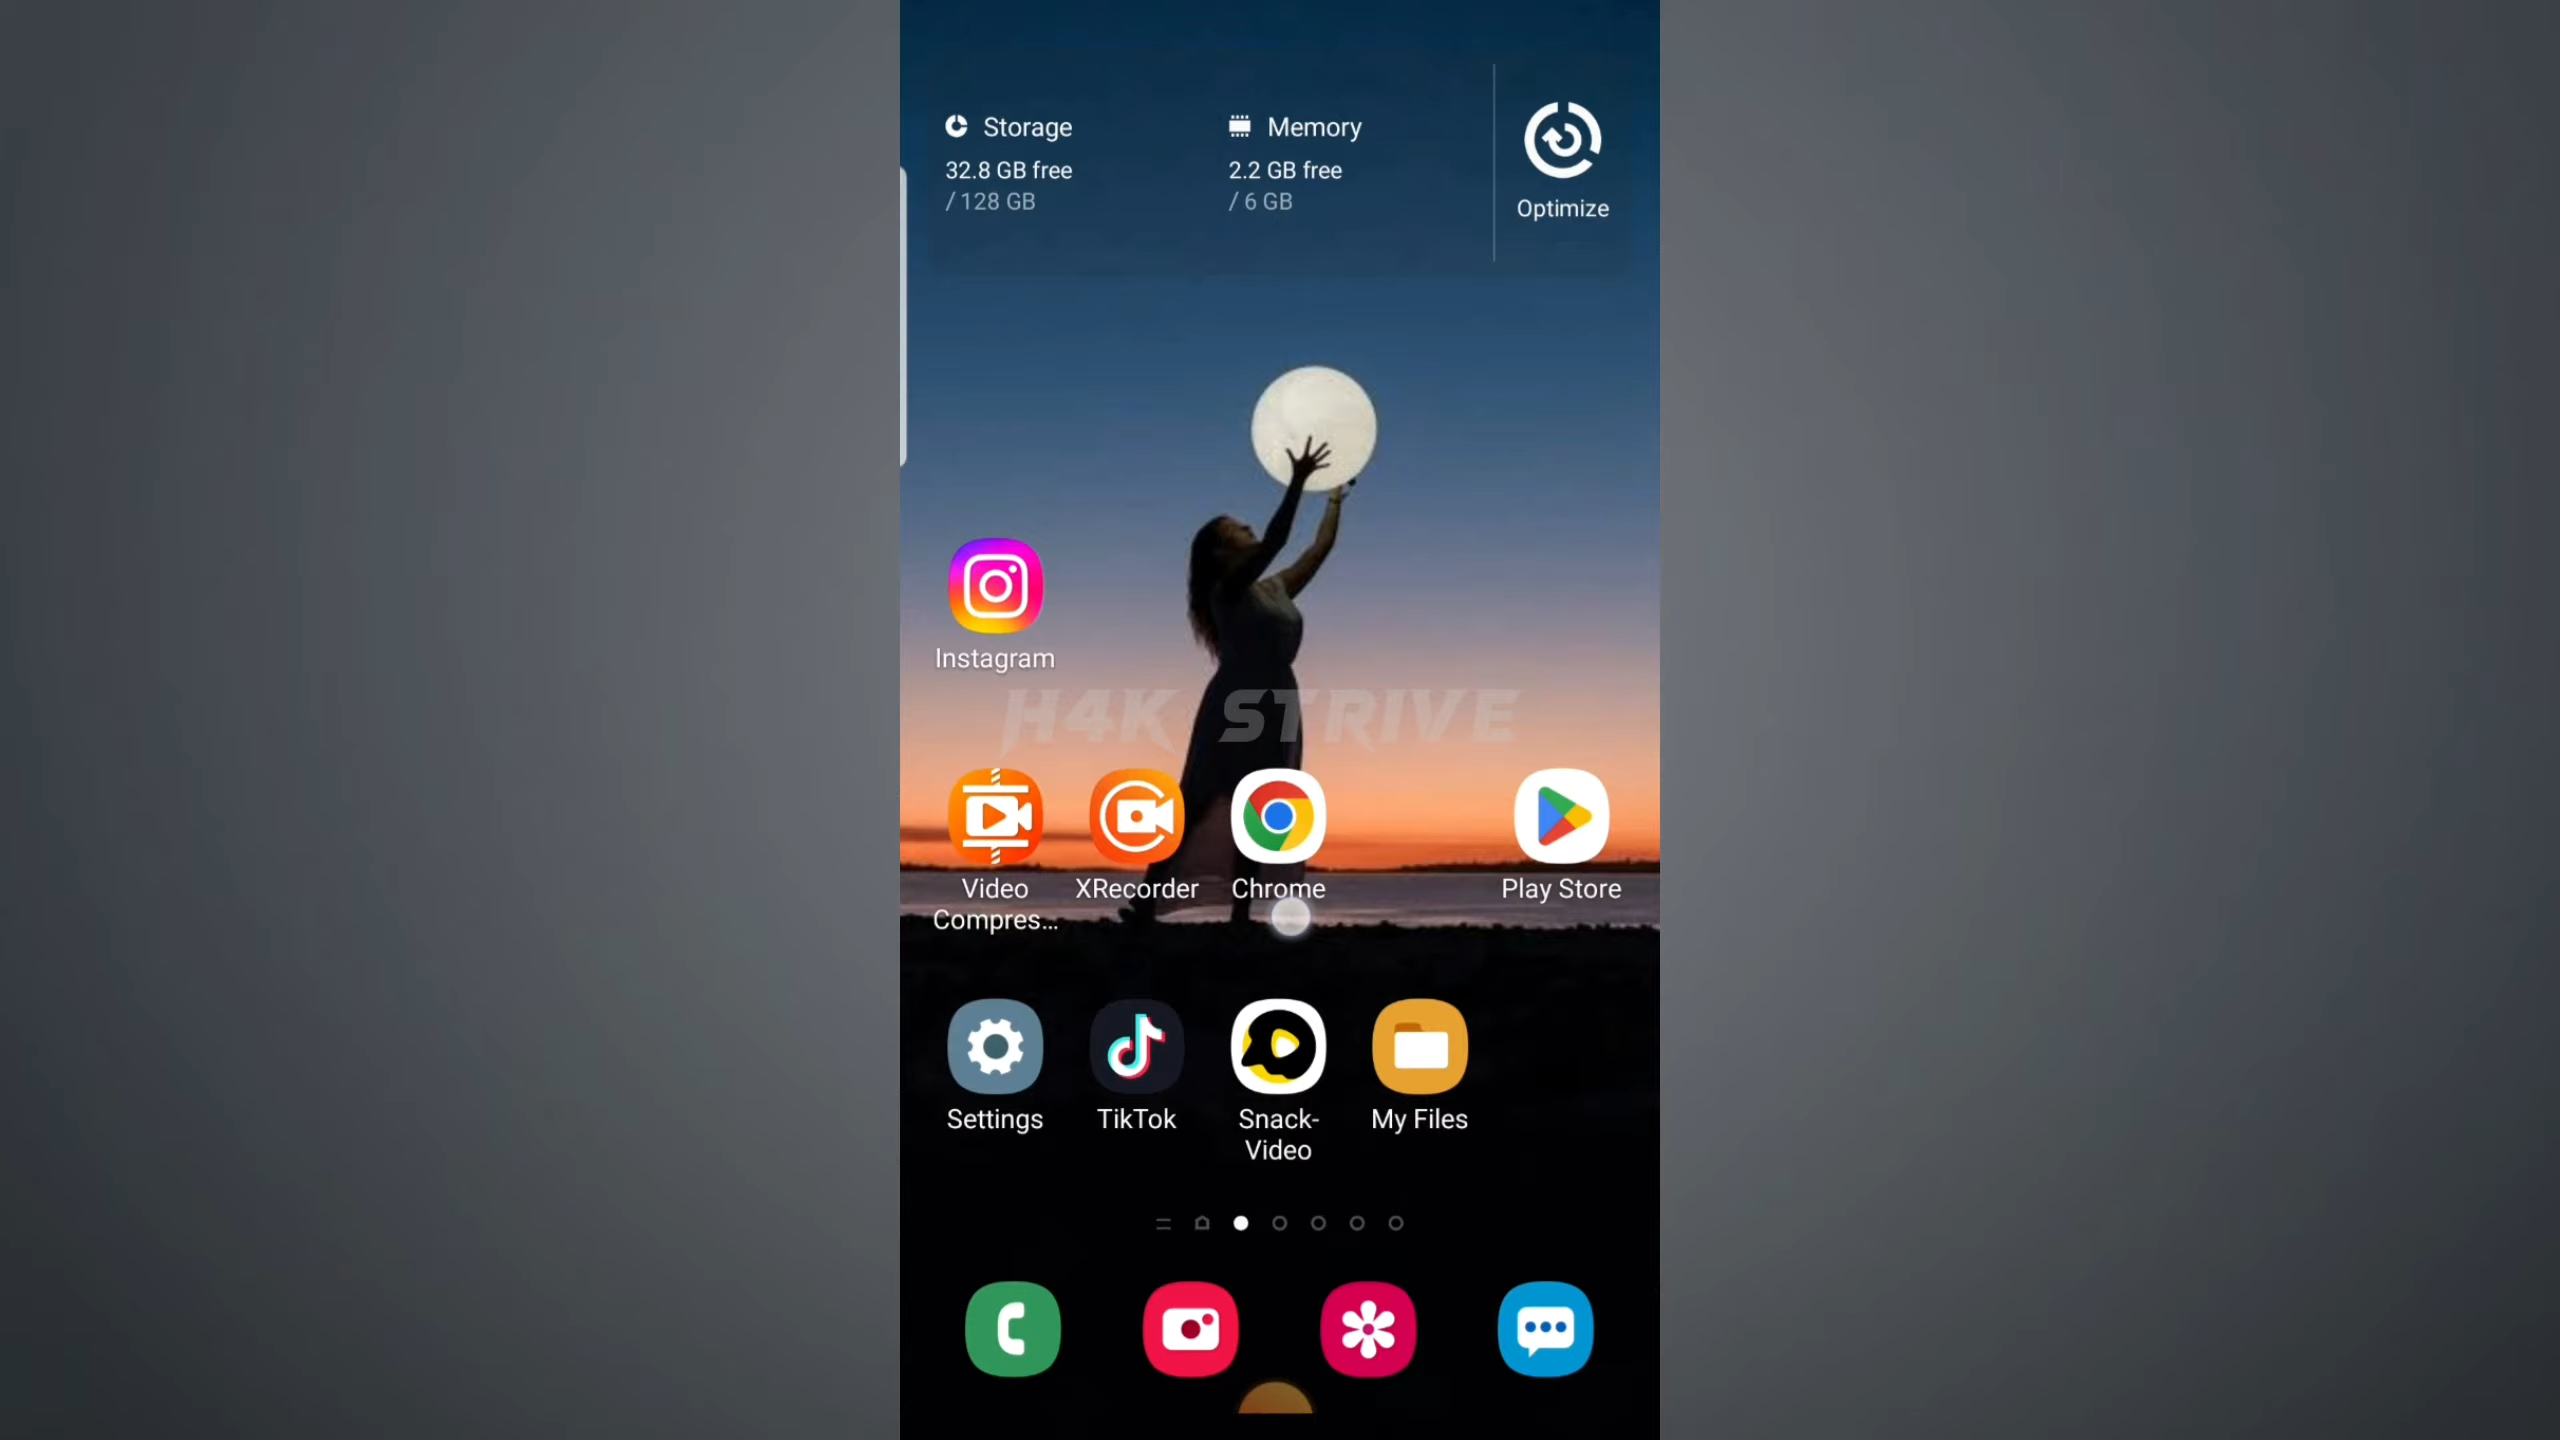 Storage
32.8 GB free
/ 128 GB
Memory
2.2 GB free
/ 6 GB
Optimize
Instagram
H4K STRIVE
Video
Compres...
XRecorder
Chrome
Play Store
Settings
TikTok
Snack-
Video
My Files